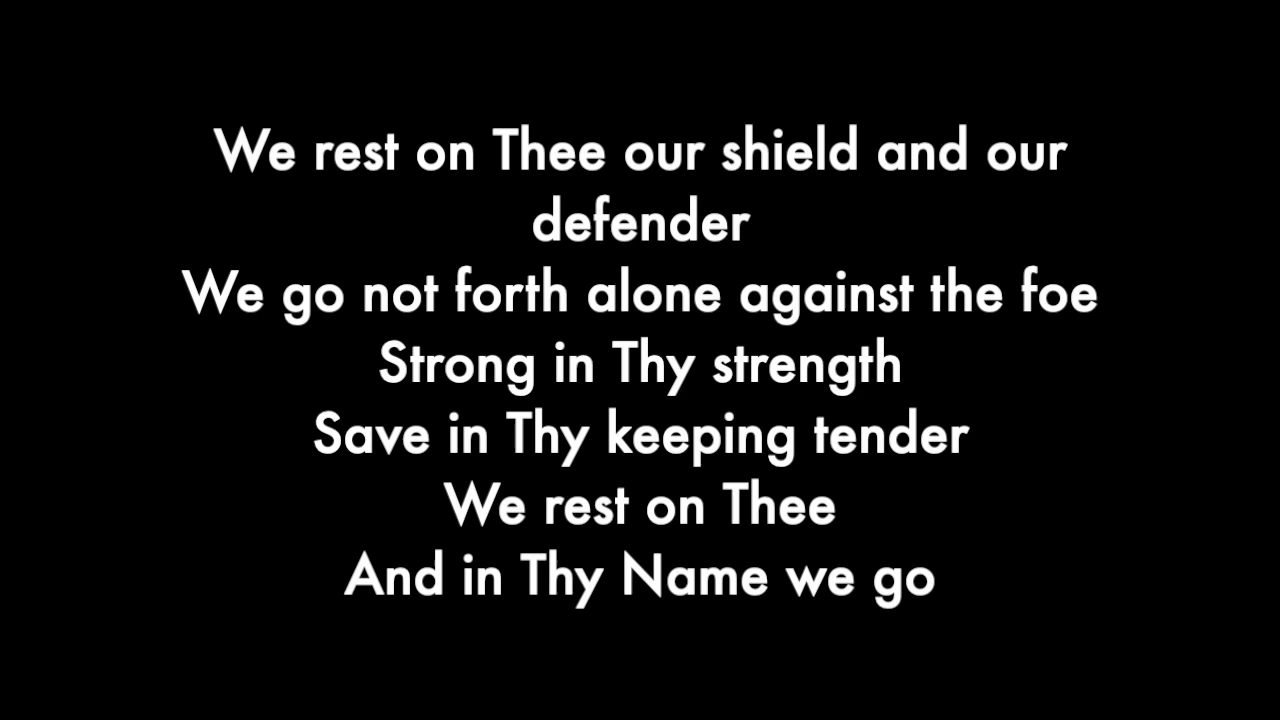 We rest on Thee our shield and our
defender
We go not forth alone against the foe
Strong in Thy strength
Save in Thy keeping tender
We rest on Thee
And in Thy Name we go